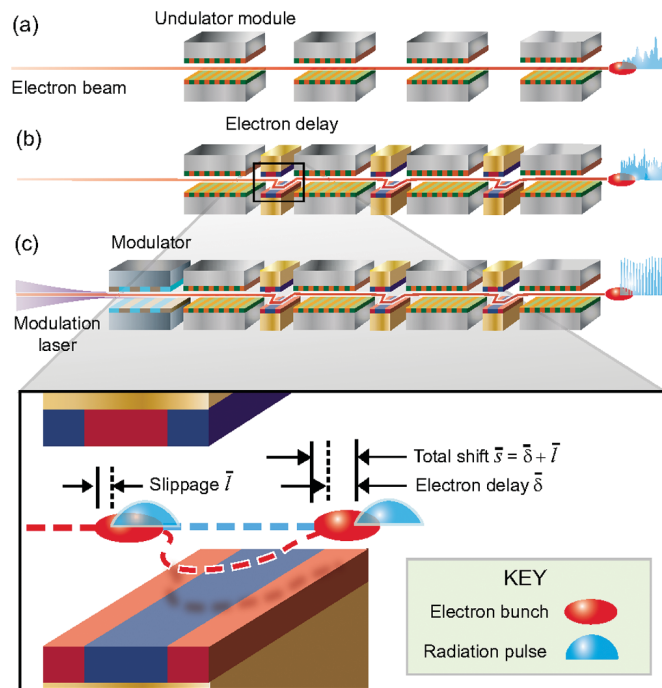 (a)
Undulator module
Electron beam
(b)
Electron delay
(c)
Modulator
Modulation
laser
Slippage l̄
Total shift s̄ = δ̄ + l̄
Electron delay δ̄
KEY
Electron bunch
Radiation pulse